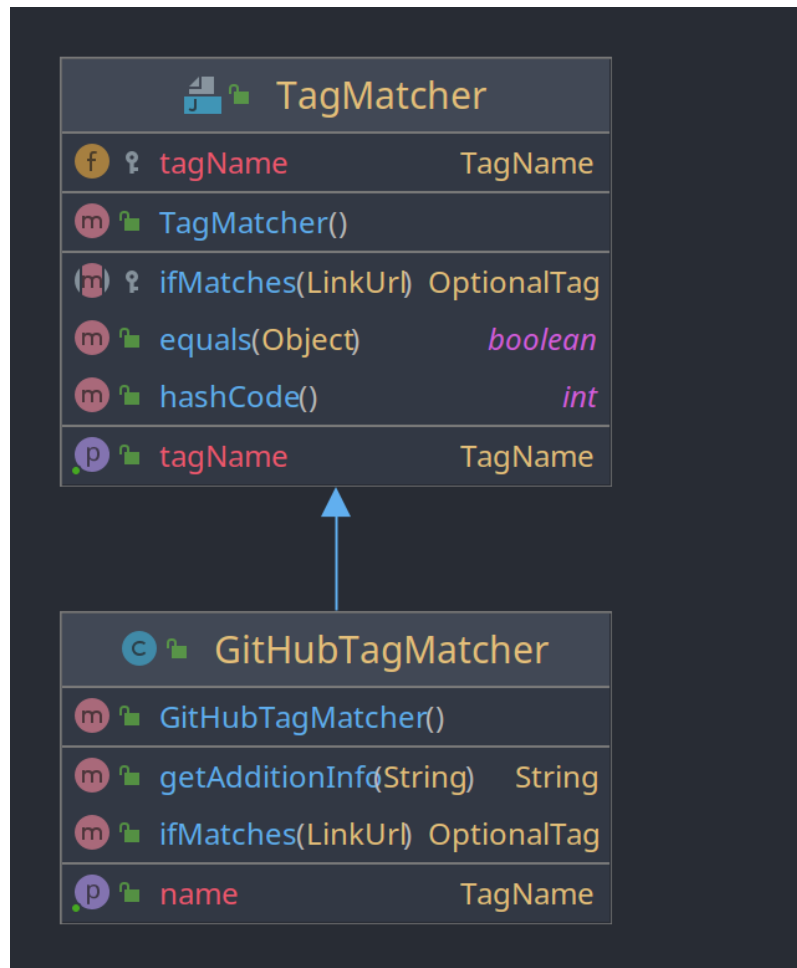 J TagMatcher
f tagName TagName
m TagMatcher()
m ifMatches(LinkUrl) OptionalTag
m equals(Object) boolean
m hashCode() int
p tagName TagName
C GitHubTagMatcher
m GitHubTagMatcher()
m getAdditionInfo(String) String
m ifMatches(LinkUrl) OptionalTag
p name TagName